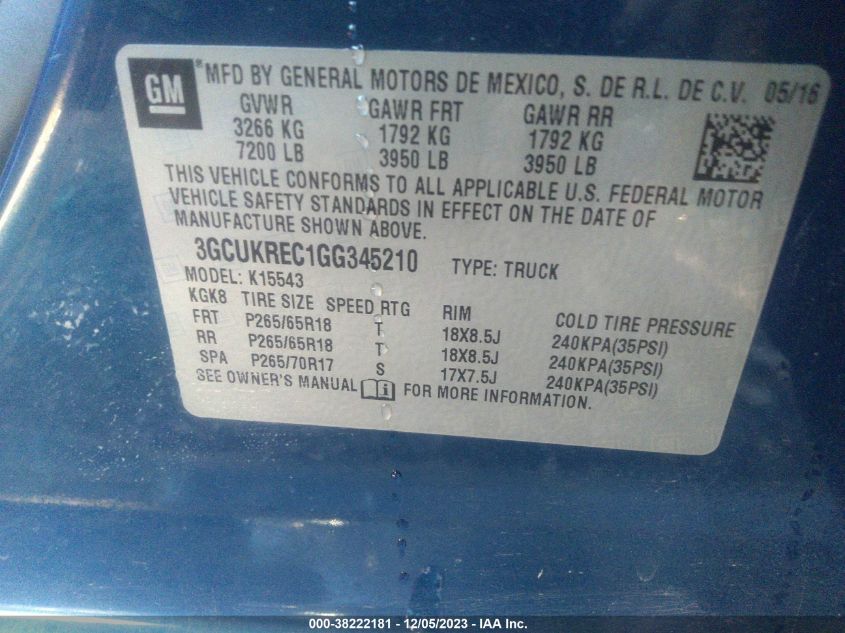 GM ® MFD BY GENERAL MOTORS DE MEXICO, S. DE R.L. DE C.V. 05/16
GVWR GAWR FRT GAWR RR
3266 KG 1792 KG 1792 KG
7200 LB 3950 LB 3950 LB
THIS VEHICLE CONFORMS TO ALL APPLICABLE U.S. FEDERAL MOTOR
VEHICLE SAFETY STANDARDS IN EFFECT ON THE DATE OF
MANUFACTURE SHOWN ABOVE.
3GCUKREC1GG345210 TYPE: TRUCK
MODEL: K15543
KGK8 TIRE SIZE SPEED RTG RIM COLD TIRE PRESSURE
FRT P265/65R18 T 18X8.5J 240KPA(35PSI)
RR P265/65R18 T 18X8.5J 240KPA(35PSI)
SPA P265/70R17 S 17X7.5J 240KPA(35PSI)
SEE OWNER'S MANUAL i FOR MORE INFORMATION.
000-38222181 - 12/05/2023 - IAA Inc.